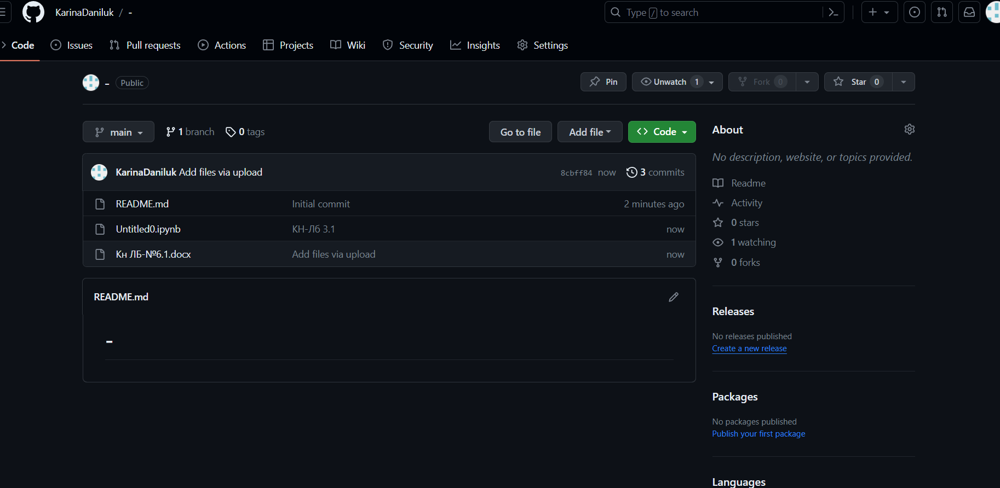 KarinaDaniluk / -
Type / to search
Code Issues Pull requests Actions Projects Wiki Security Insights Settings
- Public
Pin Unwatch 1 Fork 0 Star 0
main 1 branch 0 tags Go to file Add file Code
KarinaDaniluk Add files via upload 8cbff84 now 3 commits
README.md Initial commit 2 minutes ago
Untitled0.ipynb КН-Лб 3.1 now
Кн ЛБ-№6.1.docx Add files via upload now
README.md
-
About
No description, website, or topics provided.
Readme
Activity
0 stars
1 watching
0 forks
Releases
No releases published
Create a new release
Packages
No packages published
Publish your first package
Languages